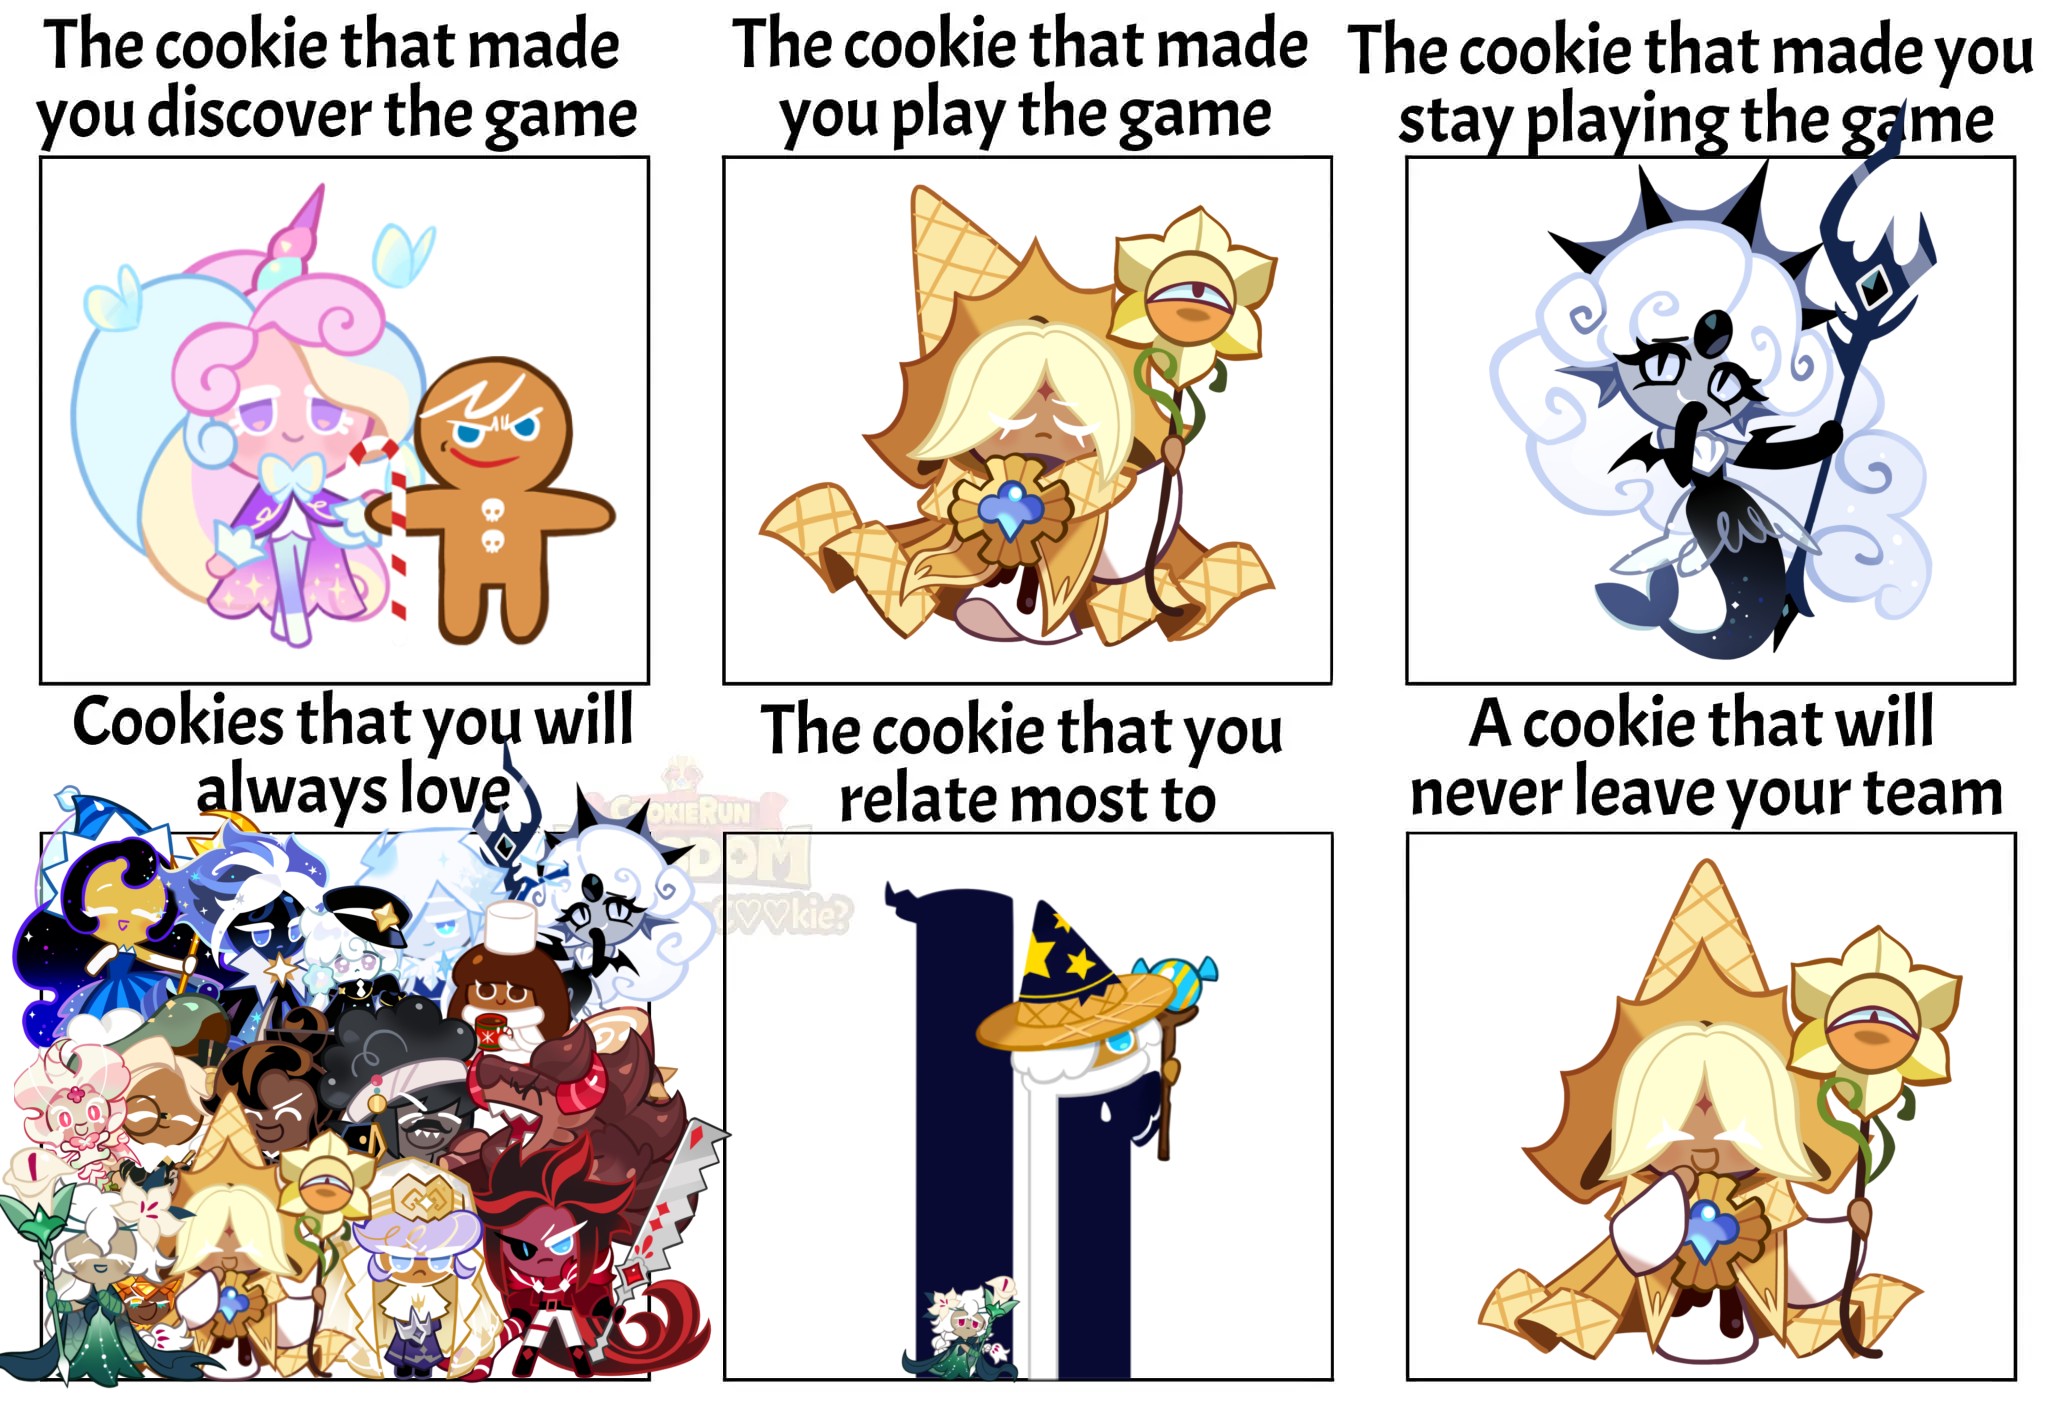 The cookie that made
you discover the game
The cookie that made
you play the game
The cookie that made you
stay playing the game
Cookies that you will
always love
The cookie that you
relate most to
A cookie that will
never leave your team
COOKIERUN